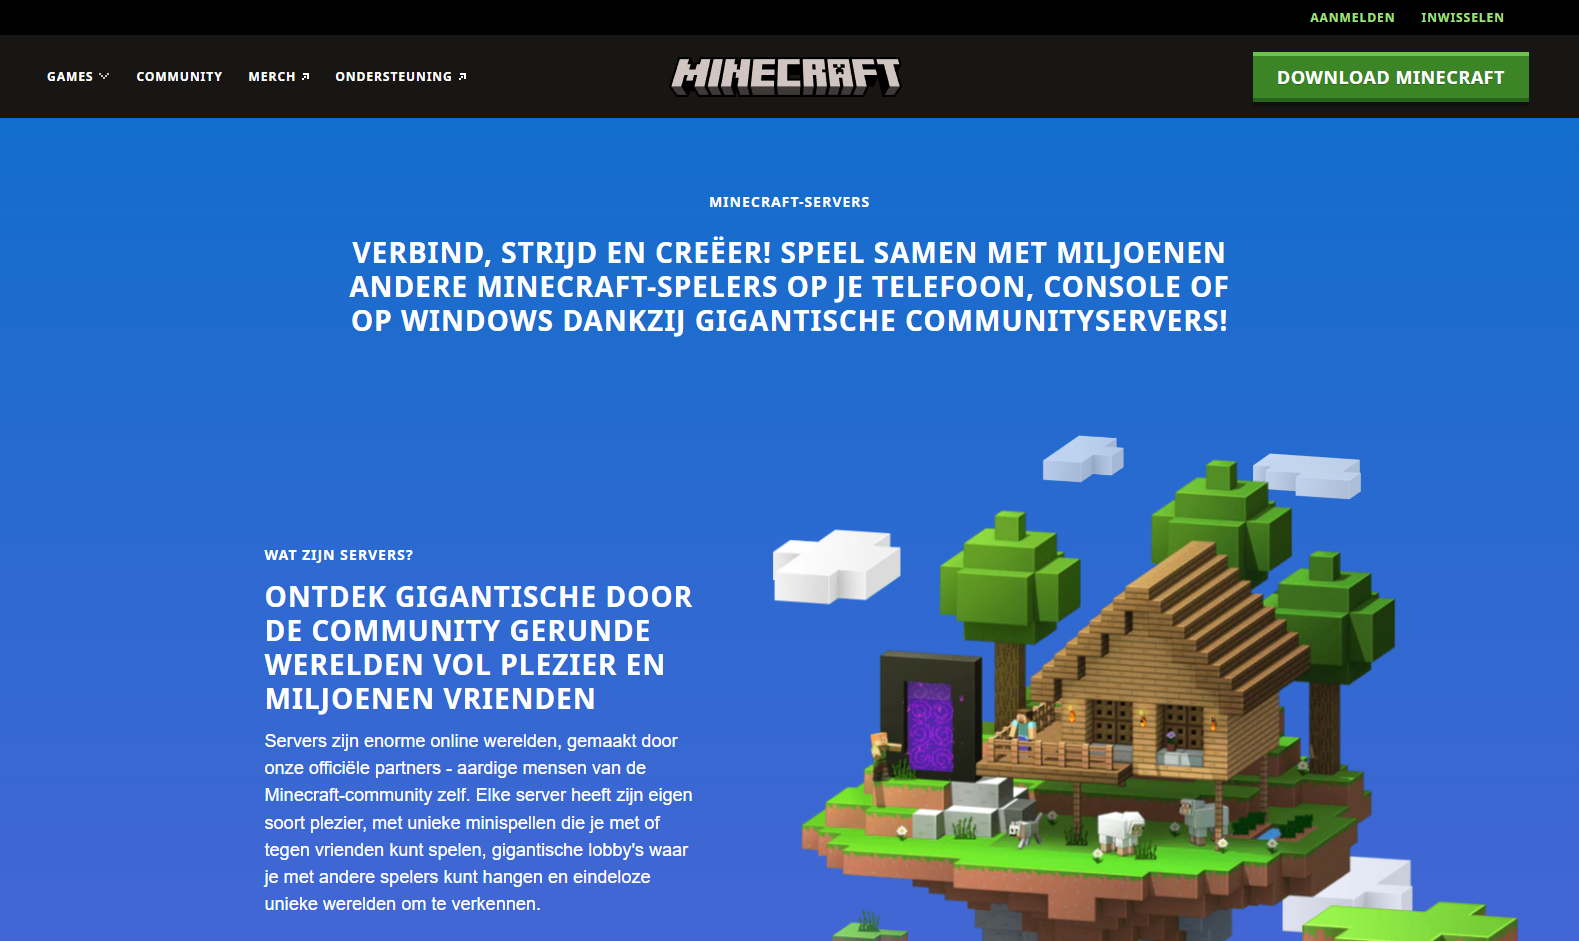 AANMELDEN INWISSELEN
GAMES COMMUNITY MERCH ONDERSTEUNING
MINECRAFT
DOWNLOAD MINECRAFT
MINECRAFT-SERVERS
VERBIND, STRIJD EN CREËER! SPEEL SAMEN MET MILJOENEN
ANDERE MINECRAFT-SPELERS OP JE TELEFOON, CONSOLE OF
OP WINDOWS DANKZIJ GIGANTISCHE COMMUNITYSERVERS!
WAT ZIJN SERVERS?
ONTDEK GIGANTISCHE DOOR
DE COMMUNITY GERUNDE
WERELDEN VOL PLEZIER EN
MILJOENEN VRIENDEN
Servers zijn enorme online werelden, gemaakt door
onze officiële partners - aardige mensen van de
Minecraft-community zelf. Elke server heeft zijn eigen
soort plezier, met unieke minispellen die je met of
tegen vrienden kunt spelen, gigantische lobby's waar
je met andere spelers kunt hangen en eindeloze
unieke werelden om te verkennen.